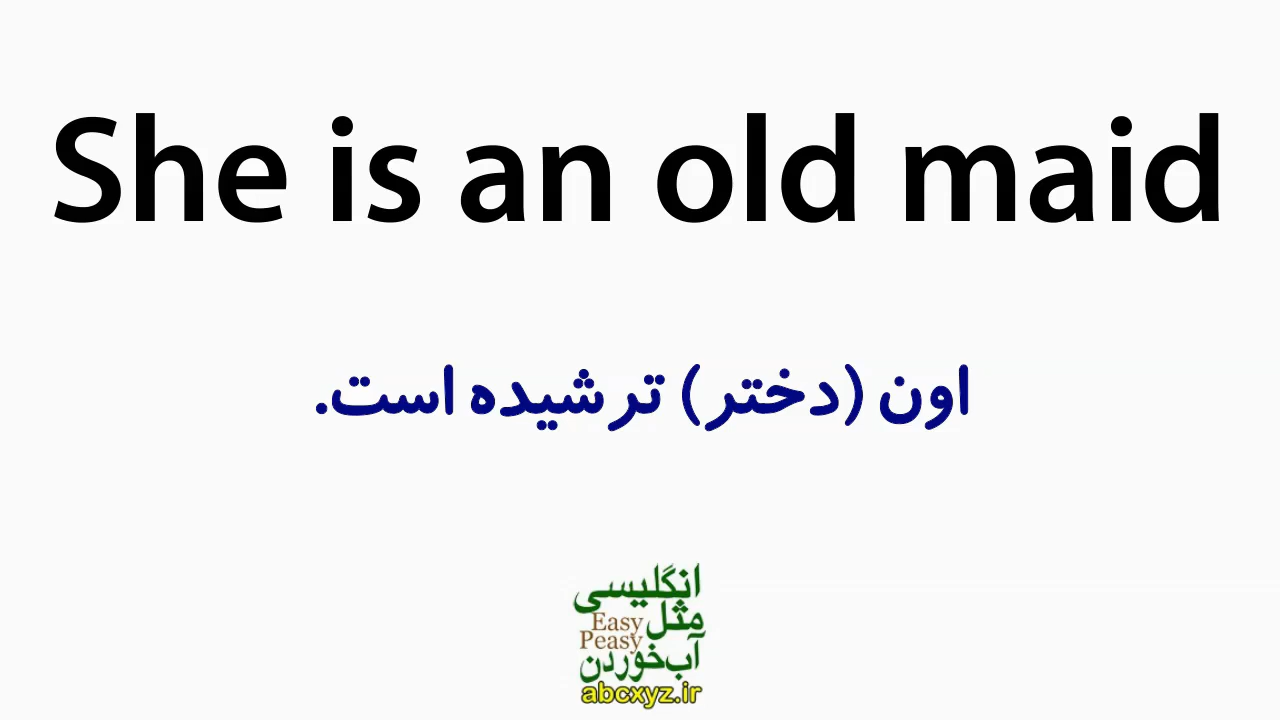 She is an old maid
اون (دختر) ترشیده است.
انگلیسی
مثل Easy
Peasy
آب‌خوردن
abcxyz.ir